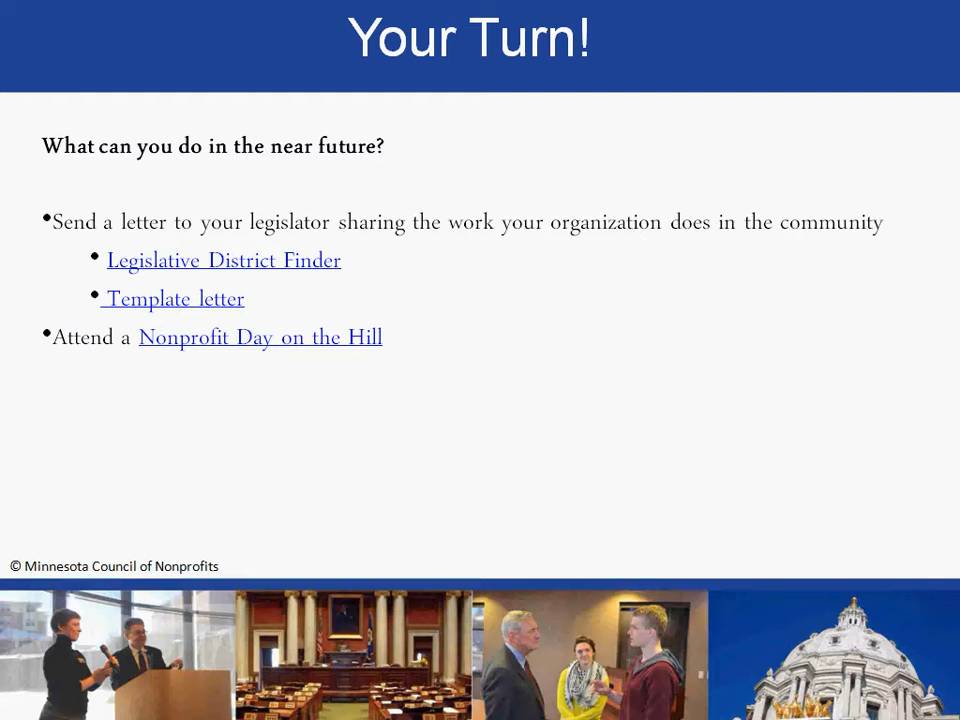 Your Turn!
What can you do in the near future?
•Send a letter to your legislator sharing the work your organization does in the community
• Legislative District Finder
• Template letter
•Attend a Nonprofit Day on the Hill
© Minnesota Council of Nonprofits